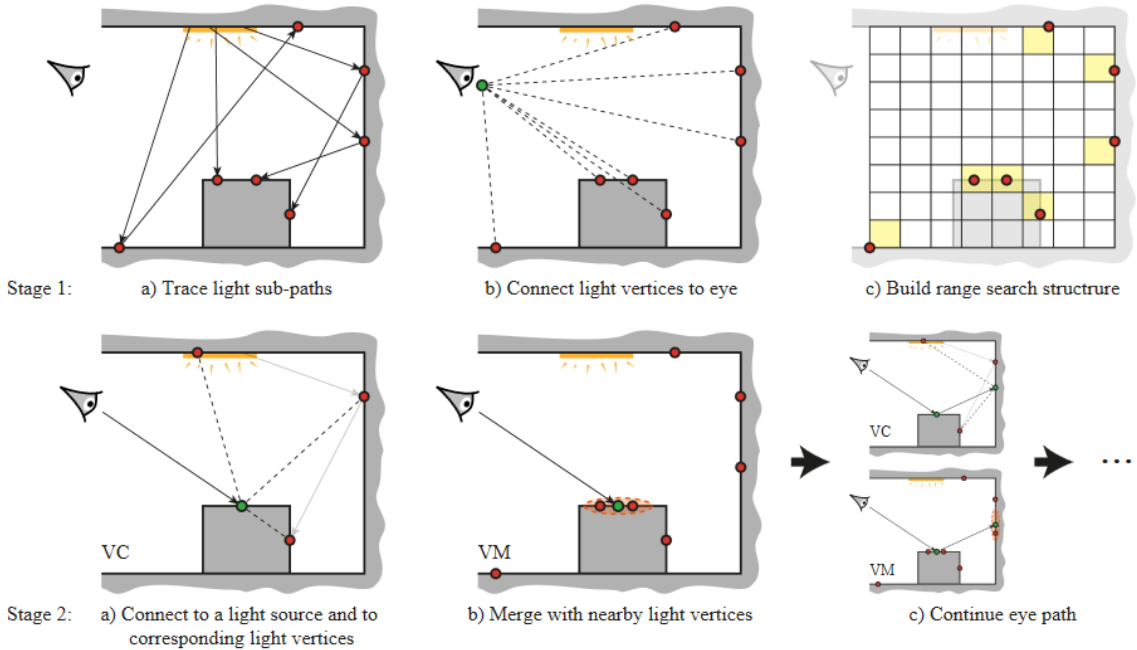 Stage 1: a) Trace light sub-paths b) Connect light vertices to eye c) Build range search structrure
VC
VM
VC
VM
Stage 2: a) Connect to a light source and to b) Merge with nearby light vertices c) Continue eye path
corresponding light vertices